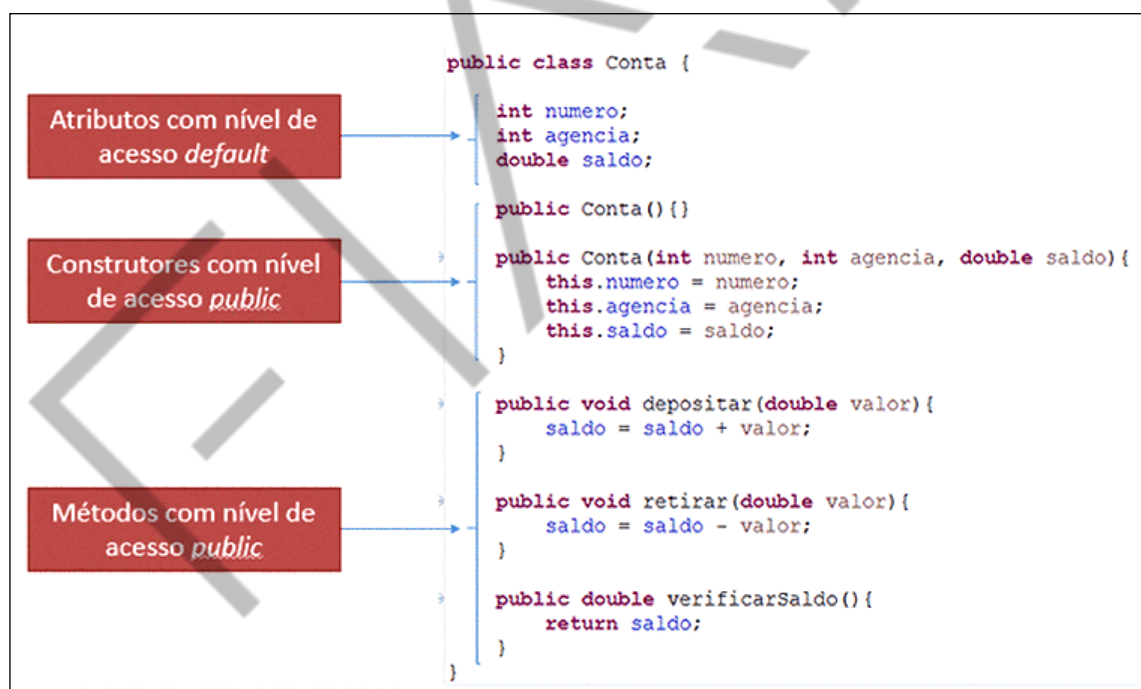 public class Conta {
Atributos com nível de
acesso default
int numero;
int agencia;
double saldo;
Construtores com nível
de acesso public
public Conta(){}
public Conta(int numero, int agencia, double saldo){
this.numero = numero;
this.agencia = agencia;
this.saldo = saldo;
}
Métodos com nível de
acesso public
public void depositar(double valor){
saldo = saldo + valor;
}
public void retirar(double valor){
saldo = saldo - valor;
}
public double verificarSaldo(){
return saldo;
}
}